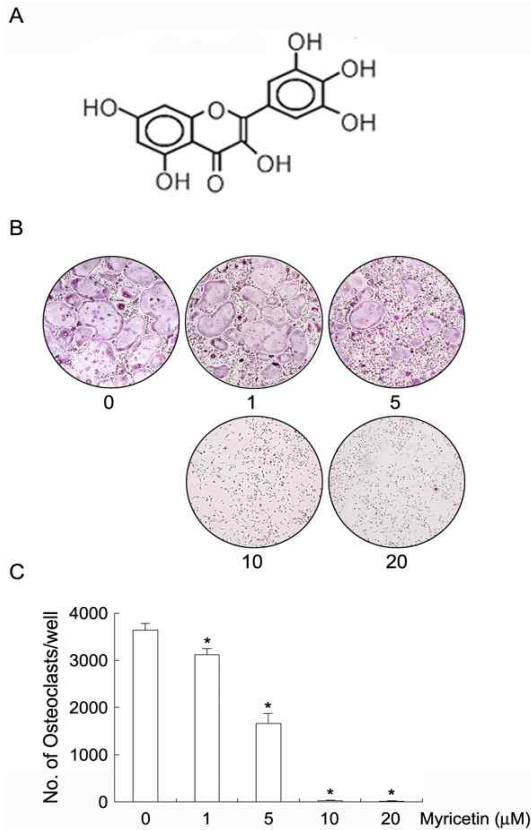 A
OH
OH
OH
HO
O
OH
OH
O
B
0
1
5
10
20
C
No. of Osteoclasts/well
4000
3000
2000
1000
0
*
*
*
*
0 1 5 10 20 Myricetin (μM)